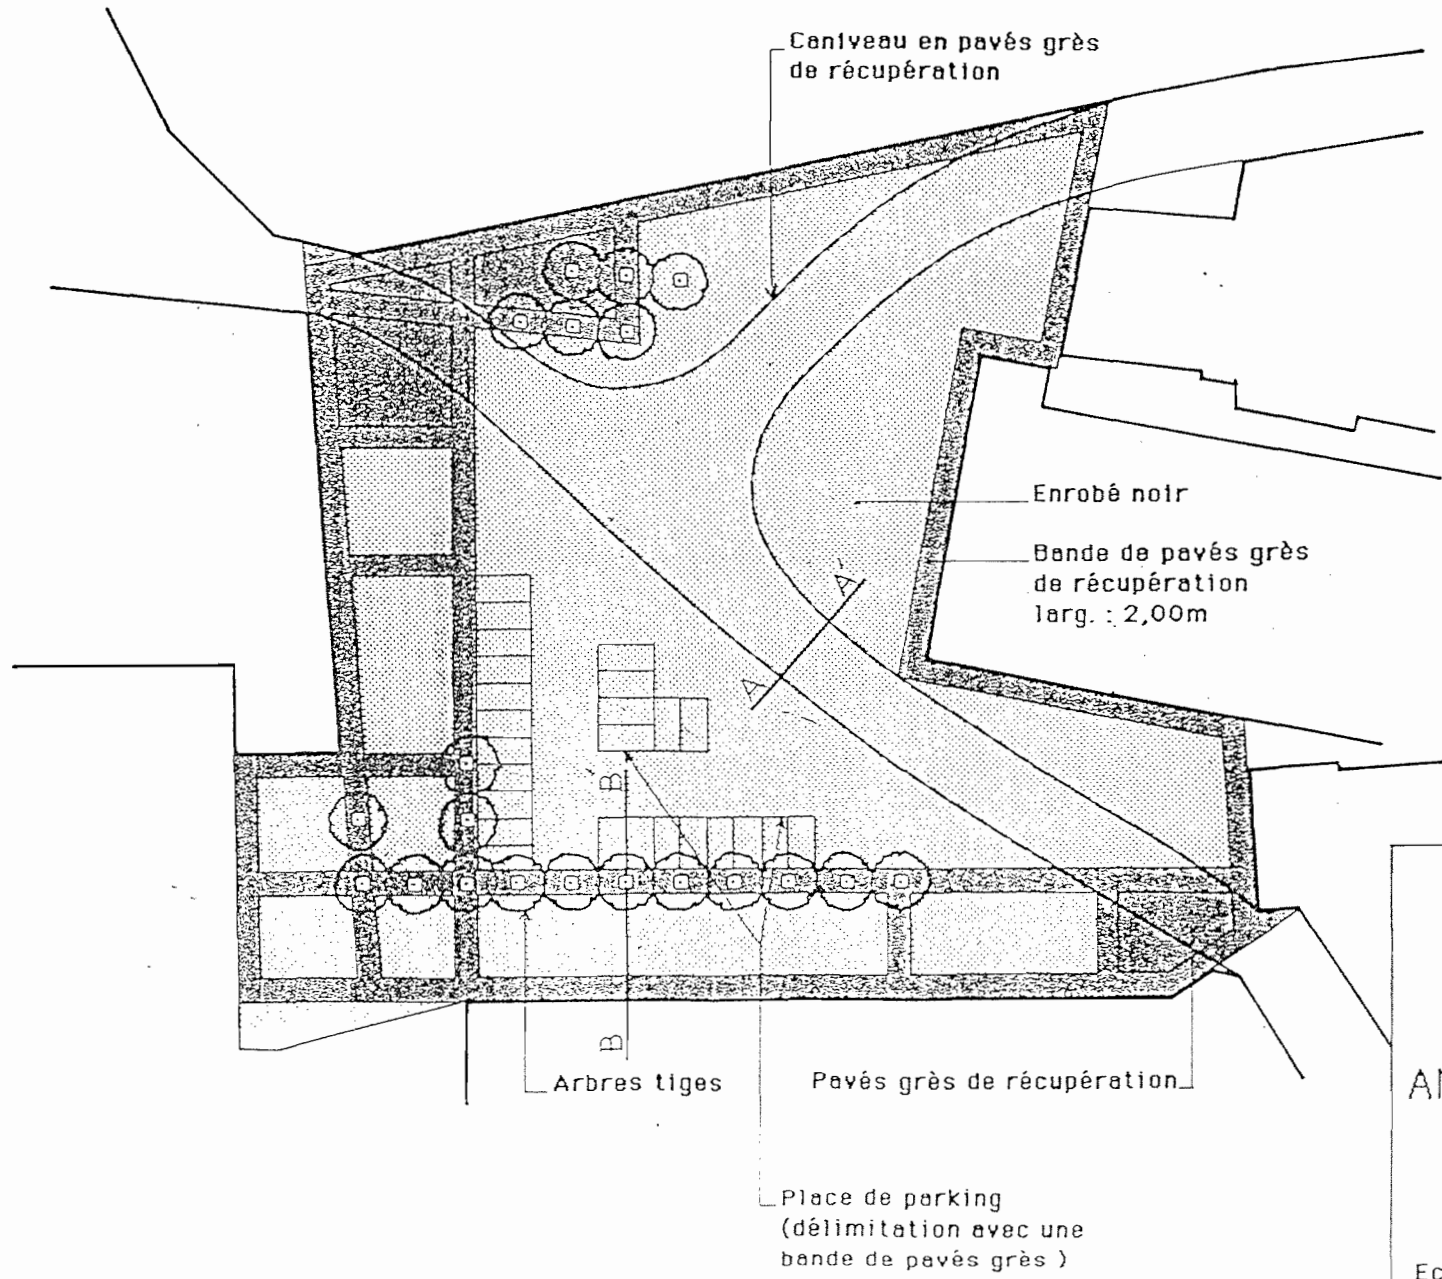 Caniveau en pavés grès
de récupération
Enrobé noir
Bande de pavés grès
de récupération
larg. : 2,00m
A'
A
B'
B
Arbres tiges
Pavés grès de récupération
Place de parking
(délimitation avec une
bande de pavés grès )